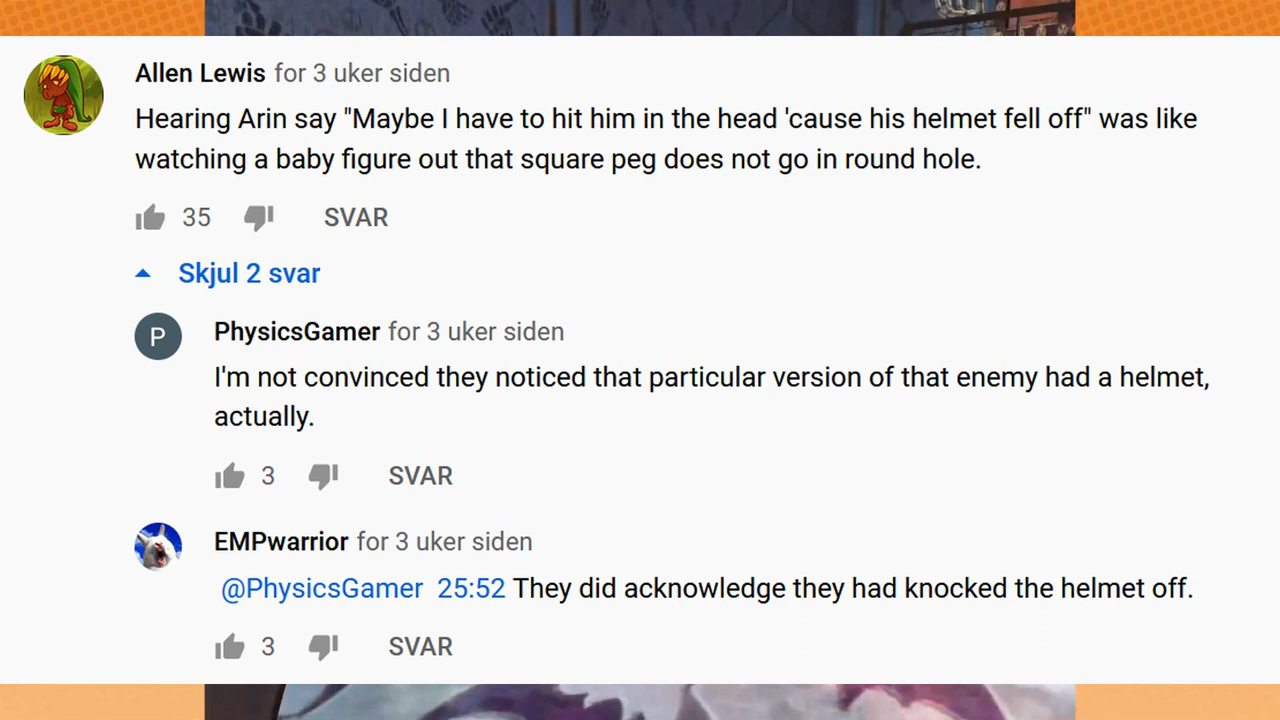 Allen Lewis for 3 uker siden
Hearing Arin say "Maybe I have to hit him in the head 'cause his helmet fell off" was like
watching a baby figure out that square peg does not go in round hole.
35 SVAR
Skjul 2 svar
P
PhysicsGamer for 3 uker siden
I'm not convinced they noticed that particular version of that enemy had a helmet,
actually.
3 SVAR
EMPwarrior for 3 uker siden
@PhysicsGamer 25:52 They did acknowledge they had knocked the helmet off.
3 SVAR